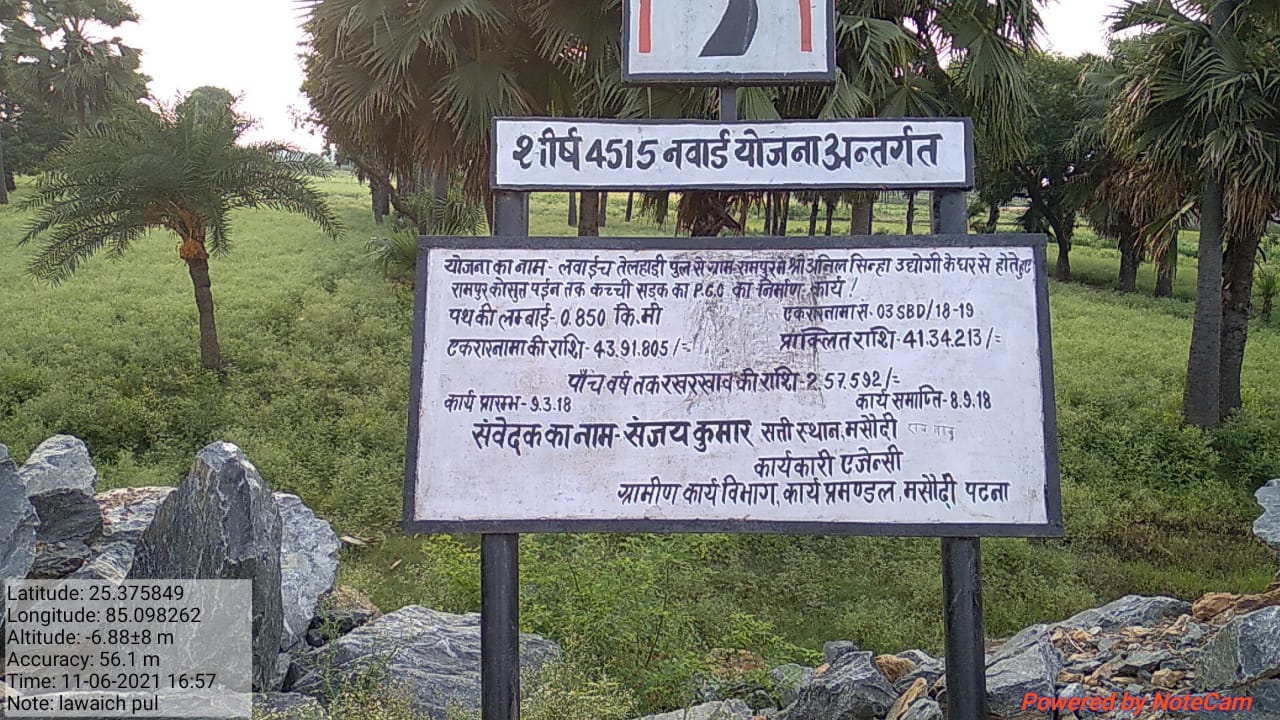 शीर्ष 4515 नवार्ड योजना अन्तर्गत
योजना का नाम- लवाईच तेलहाडी पुल से ग्राम रामपुर में श्री अनिल सिन्हा उद्योगी के घर से होते हुए
रामपुर कोसुत पईन तक कच्ची सड़क का P.C.C का निर्माण कार्य!
पथ की लम्बाई- 0.850 कि.मी एकरारनामा सं. 03 SBD/18-19
एकरारनामा की राशि- 43.91.805/= प्राक्लित राशि- 41.34.213/=
पाँच वर्ष तक रखरखाव की राशि- 2.57.592/=
कार्य प्रारम्भ- 9.3.18 कार्य समाप्ति- 8.9.18
संवेदक का नाम- संजय कुमार सती स्थान, मसौदी
कार्यकारी एजेन्सी
ग्रामीण कार्य विभाग, कार्य प्रमण्डल, मसौढ़ी पटना
Latitude: 25.375849
Longitude: 85.098262
Altitude: -6.88±8 m
Accuracy: 56.1 m
Time: 11-06-2021 16:57
Note: lawaich pul
Powered by NoteCam